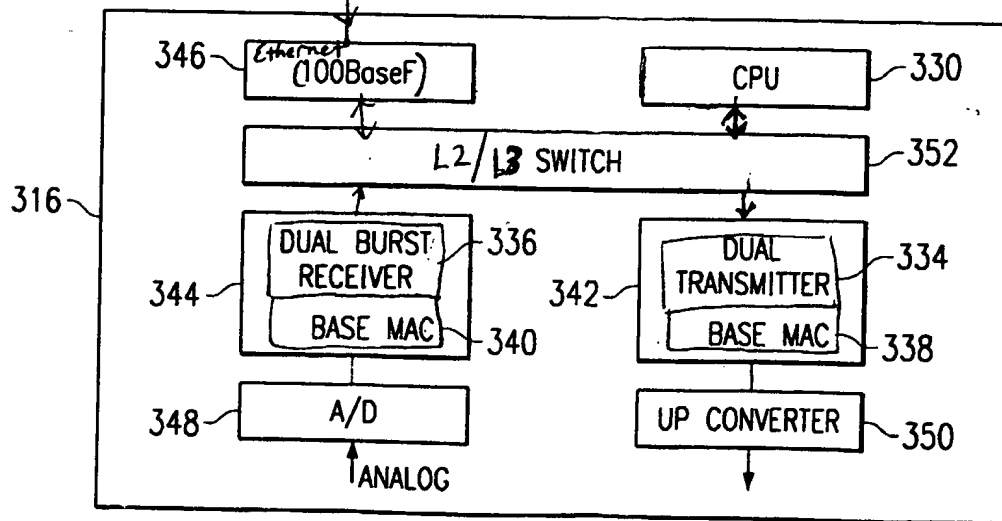 346
Ethernet
(100BaseF)
CPU
330
L2/L3 SWITCH
352
316
DUAL BURST
RECEIVER
336
344
BASE MAC
340
DUAL
TRANSMITTER
334
342
BASE MAC
338
348
A/D
UP CONVERTER
350
ANALOG